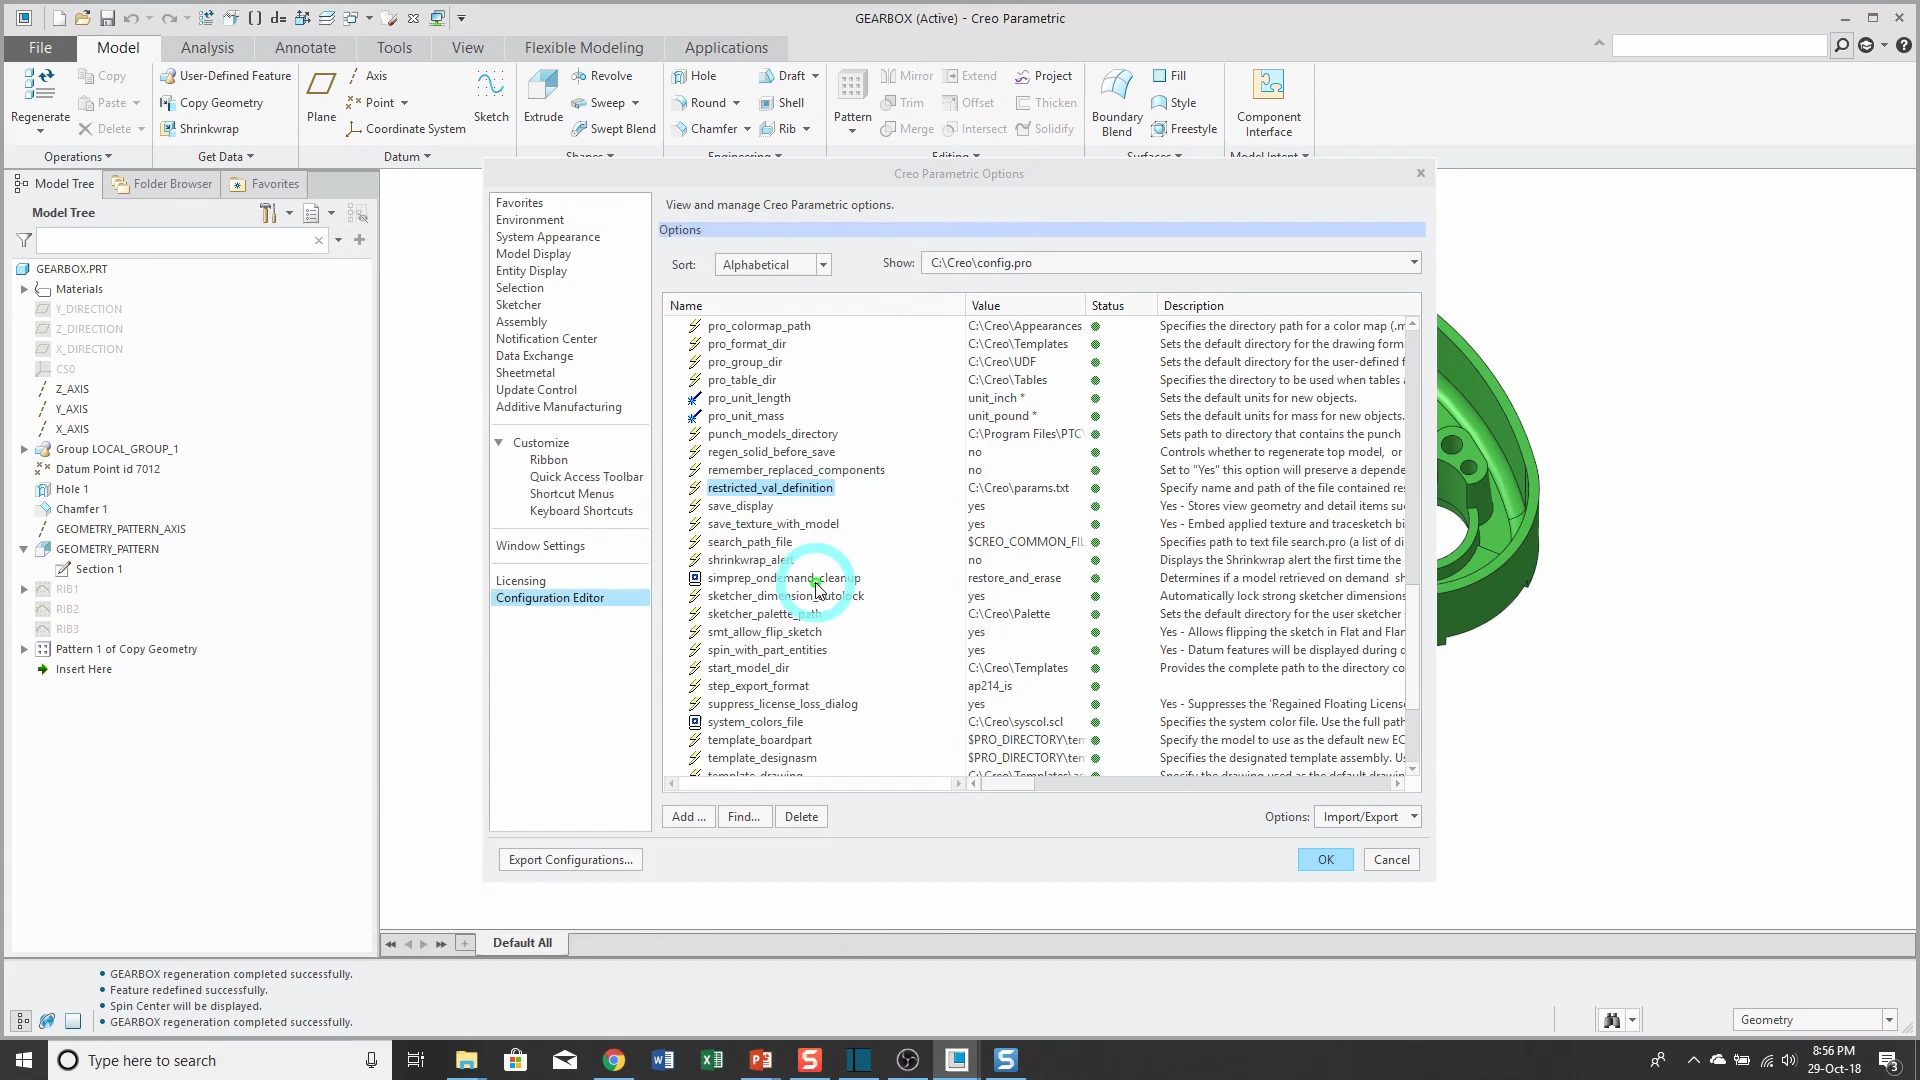 GEARBOX (Active) - Creo Parametric
File
Model
Analysis
Annotate
Tools
View
Flexible Modeling
Applications
Regenerate
Copy
Paste
Delete
Operations
User-Defined Feature
Copy Geometry
Shrinkwrap
Get Data
Plane
Axis
Point
Coordinate System
Sketch
Datum
Extrude
Revolve
Sweep
Swept Blend
Shapes
Hole
Round
Chamfer
Draft
Shell
Rib
Engineering
Pattern
Mirror
Trim
Merge
Extend
Offset
Intersect
Project
Thicken
Solidify
Editing
Boundary
Blend
Fill
Style
Freestyle
Surfaces
Component
Interface
Model Intent
Model Tree
Folder Browser
Favorites
Model Tree
GEARBOX.PRT
Materials
Y_DIRECTION
Z_DIRECTION
X_DIRECTION
CS0
Z_AXIS
Y_AXIS
X_AXIS
Group LOCAL_GROUP_1
Datum Point id 7012
Hole 1
Chamfer 1
GEOMETRY_PATTERN_AXIS
GEOMETRY_PATTERN
Section 1
RIB1
RIB2
RIB3
Pattern 1 of Copy Geometry
Insert Here
Creo Parametric Options
Favorites
Environment
System Appearance
Model Display
Entity Display
Selection
Sketcher
Assembly
Notification Center
Data Exchange
Sheetmetal
Update Control
Additive Manufacturing
Customize
Ribbon
Quick Access Toolbar
Shortcut Menus
Keyboard Shortcuts
Window Settings
Licensing
Configuration Editor
View and manage Creo Parametric options.
Options
Sort: Alphabetical
Show: C:\Creo\config.pro
Name Value Status Description
pro_colormap_path C:\Creo\Appearances Specifies the directory path for a color map (.m
pro_format_dir C:\Creo\Templates Sets the default directory for the drawing form
pro_group_dir C:\Creo\UDF Sets the default directory for the user-defined f
pro_table_dir C:\Creo\Tables Specifies the directory to be used when tables a
pro_unit_length unit_inch * Sets the default units for new objects.
pro_unit_mass unit_pound * Sets the default units for mass for new objects.
punch_models_directory C:\Program Files\PTC\ Sets path to directory that contains the punch
regen_solid_before_save no Controls whether to regenerate top model, or
remember_replaced_components no Set to "Yes" this option will preserve a depende
restricted_val_definition C:\Creo\params.txt Specify name and path of the file contained res
save_display yes Yes - Stores view geometry and detail items suc
save_texture_with_model yes Yes - Embed applied texture and tracesketch bi
search_path_file $CREO_COMMON_FIL Specifies path to text file search.pro (a list of di
shrinkwrap_alert no Displays the Shrinkwrap alert the first time the
simprep_ondemand_cleanup restore_and_erase Determines if a model retrieved on demand sh
sketcher_dimension_autolock yes Automatically lock strong sketcher dimensions
sketcher_palette_path C:\Creo\Palette Sets the default directory for the user sketcher
smt_allow_flip_sketch yes Yes - Allows flipping the sketch in Flat and Flan
spin_with_part_entities yes Yes - Datum features will be displayed during d
start_model_dir C:\Creo\Templates Provides the complete path to the directory co
step_export_format ap214_is
suppress_license_loss_dialog yes Yes - Suppresses the 'Regained Floating License
system_colors_file C:\Creo\syscol.scl Specifies the system color file. Use the full path
template_boardpart $PRO_DIRECTORY\ten Specify the model to use as the default new EC
template_designasm $PRO_DIRECTORY\ten Specifies the designated template assembly. Us
template_drawing
Add ...
Find...
Delete
Options: Import/Export
Export Configurations...
OK
Cancel
Default All
GEARBOX regeneration completed successfully.
Feature redefined successfully.
Spin Center will be displayed.
GEARBOX regeneration completed successfully.
Geometry
Type here to search
8:56 PM
29-Oct-18
3